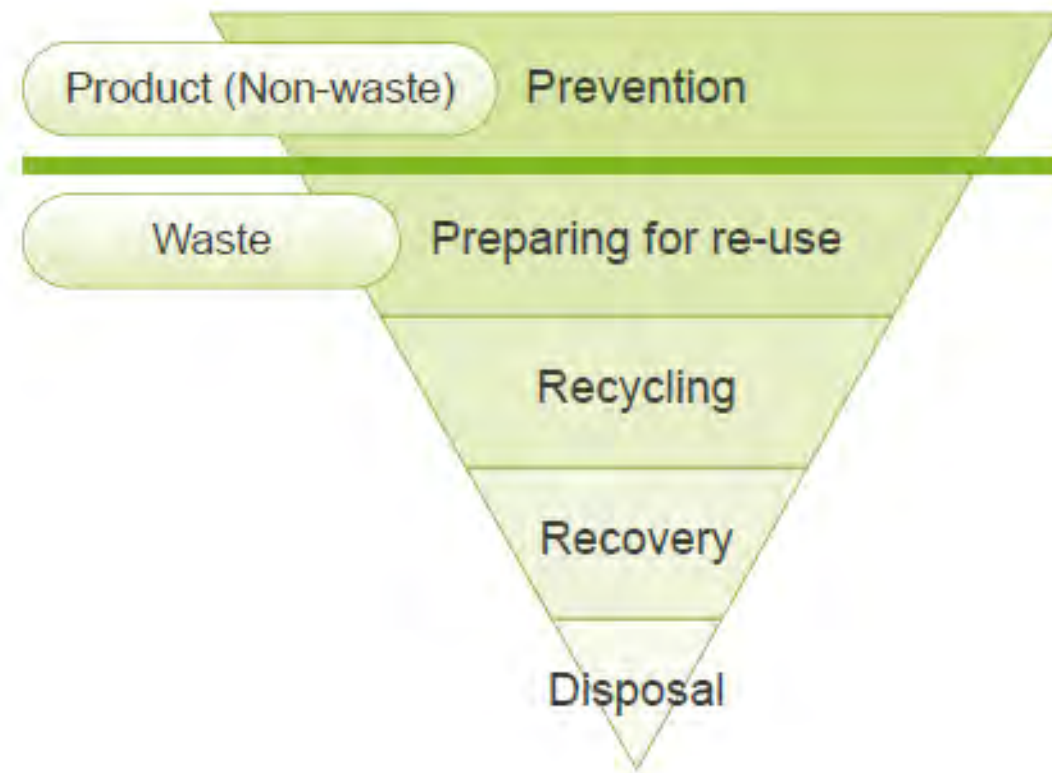 Product (Non-waste) Prevention
Waste Preparing for re-use
Recycling
Recovery
Disposal